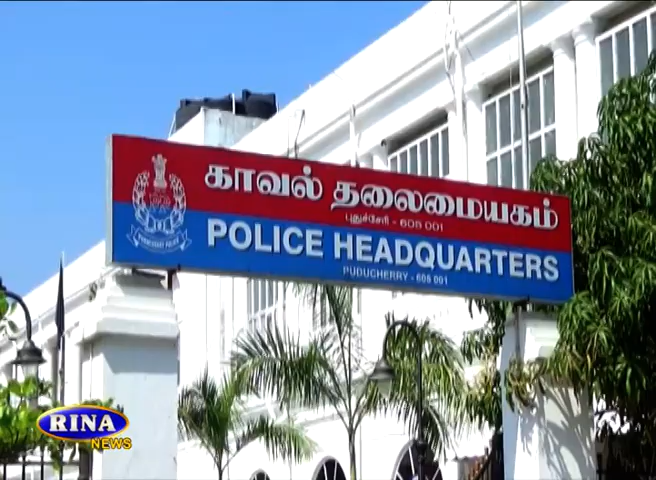 காவல் தலைமையகம்
புதுச்சேரி - 605 001
POLICE HEADQUARTERS
PUDUCHERRY - 605 001
RINA
NEWS